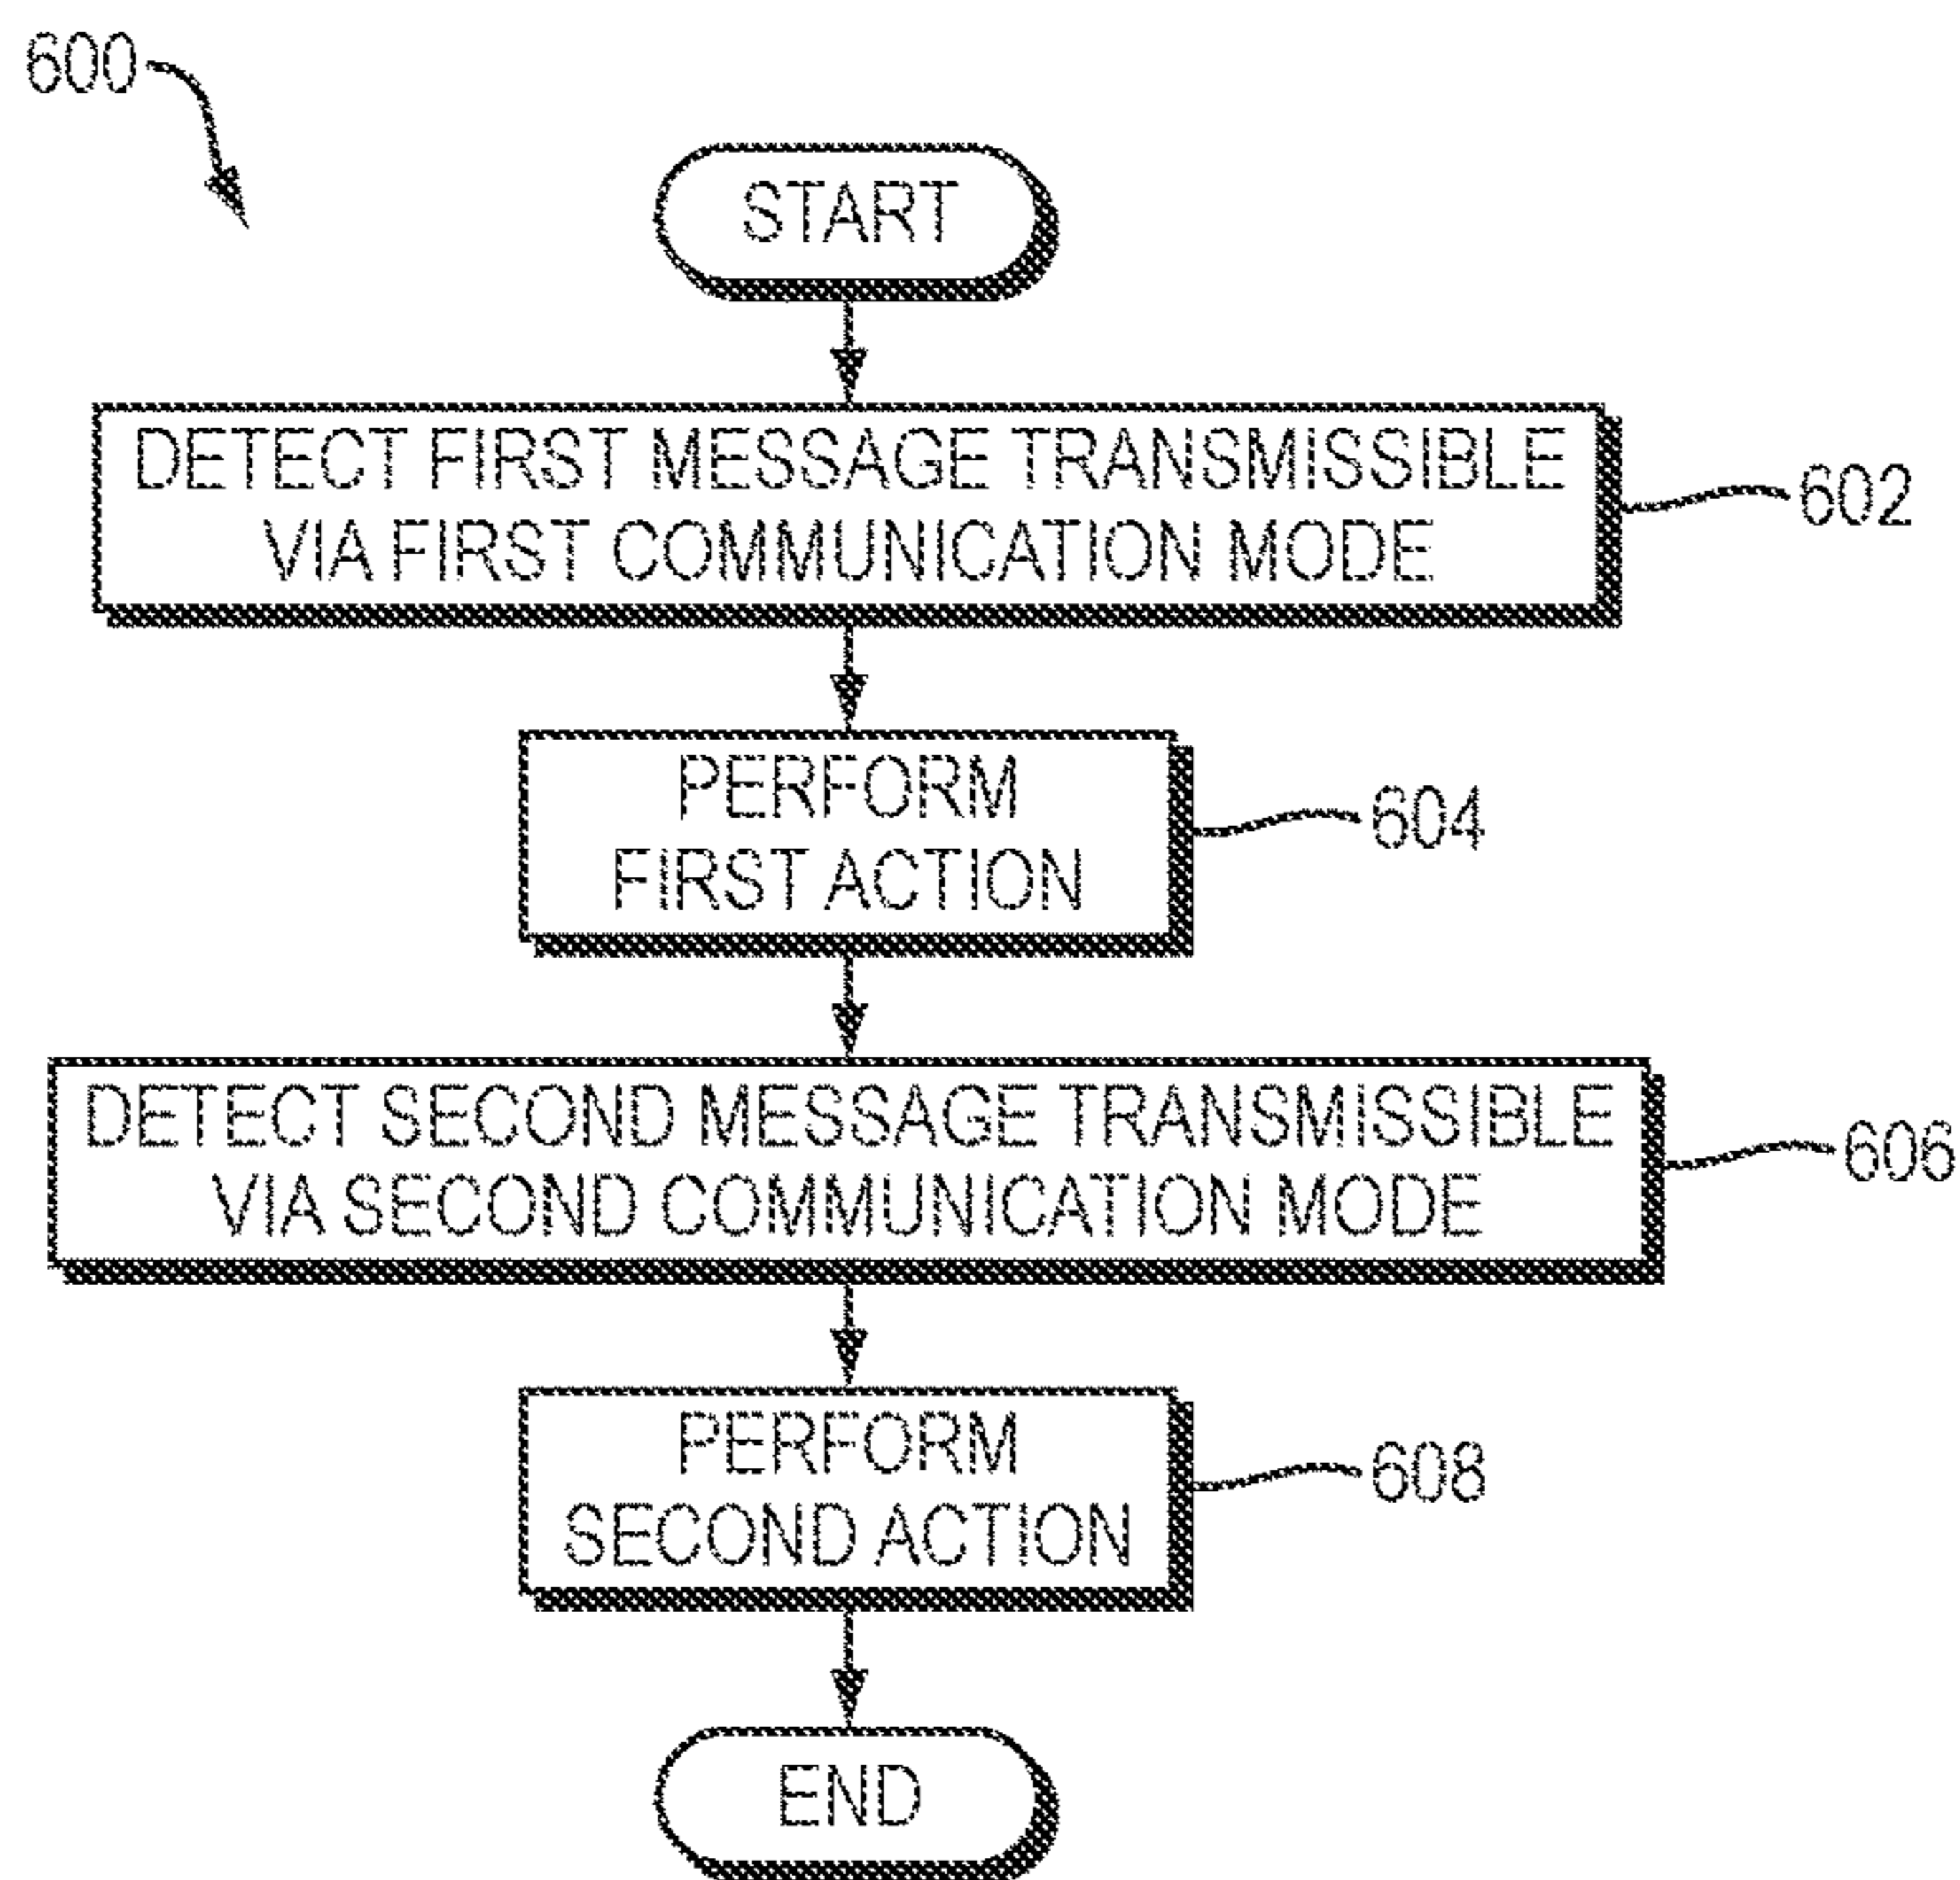 600
START
DETECT FIRST MESSAGE TRANSMISSIBLE
VIA FIRST COMMUNICATION MODE
602
PERFORM
FIRST ACTION
604
DETECT SECOND MESSAGE TRANSMISSIBLE
VIA SECOND COMMUNICATION MODE
606
PERFORM
SECOND ACTION
608
END